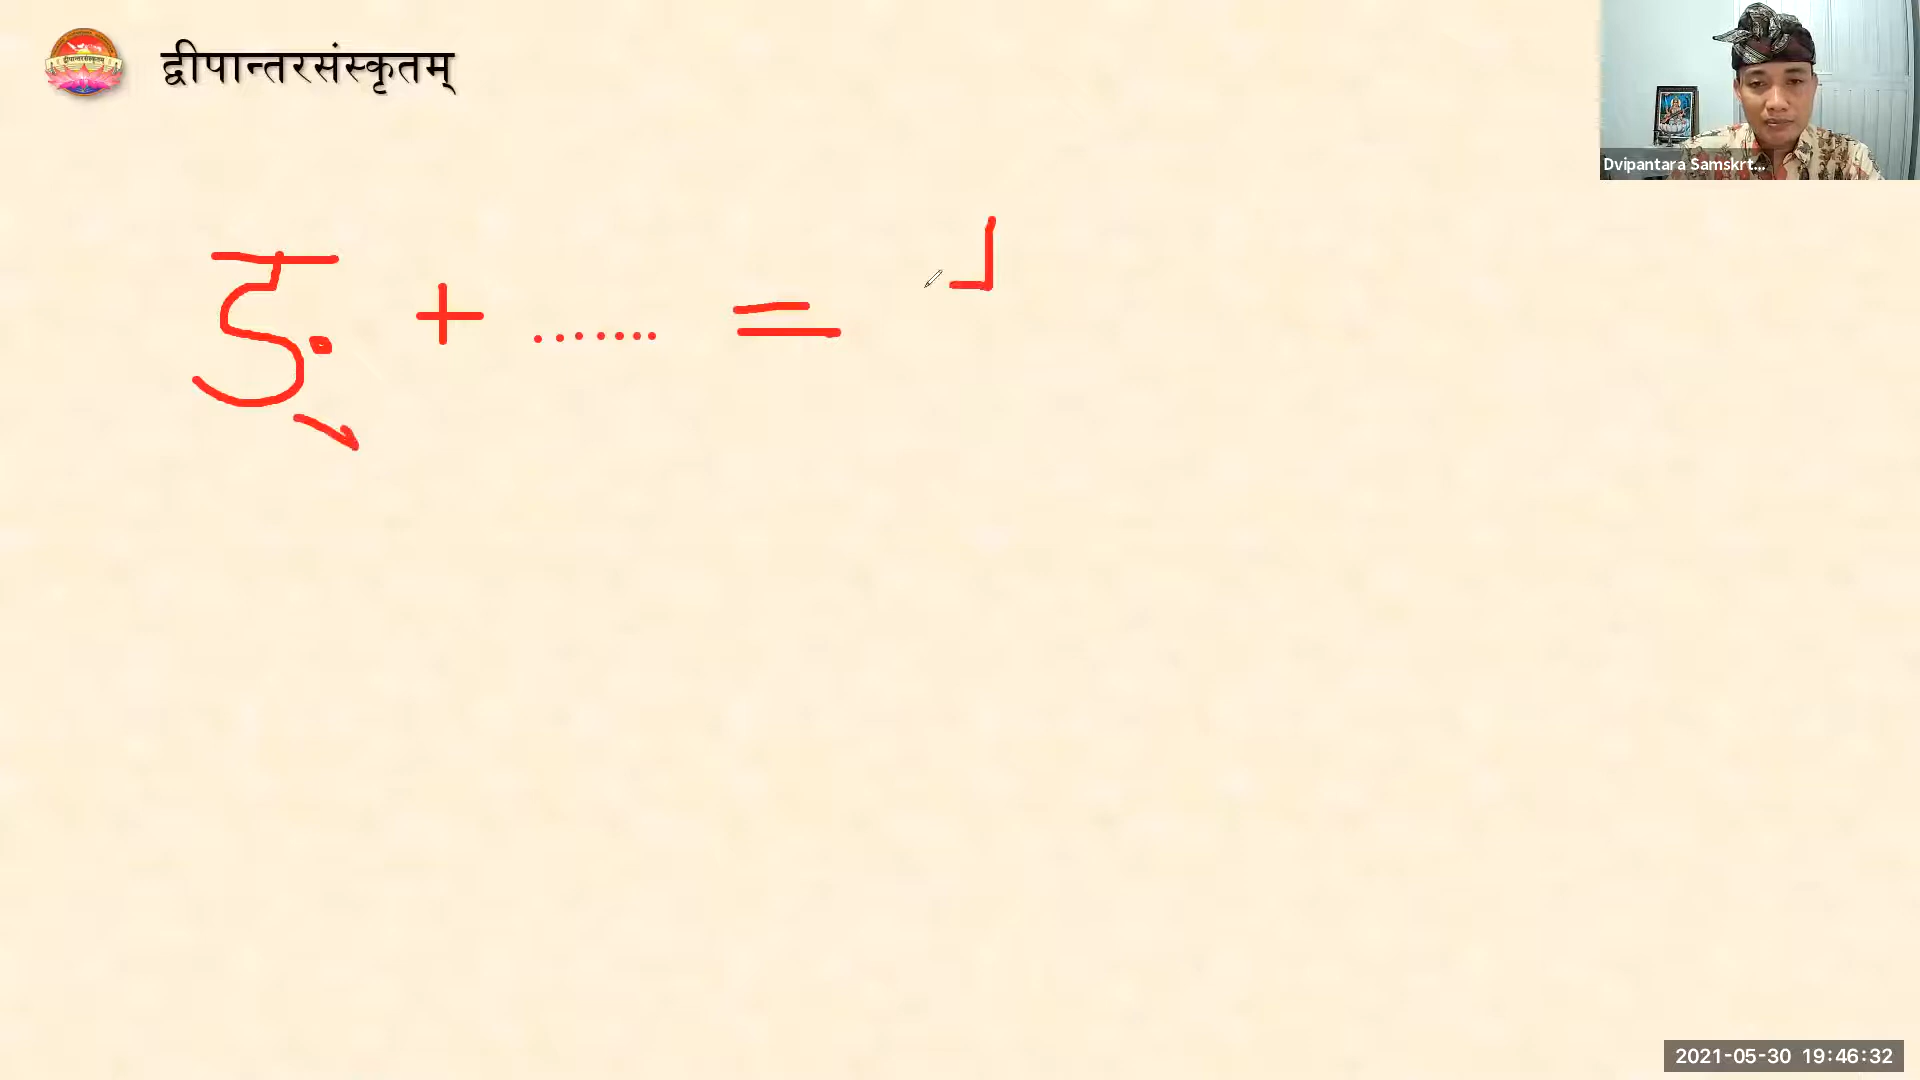 द्वीपान्तरसंस्कृतम्
Dvipantara Samskrt...
ङ् + ....... =
2021-05-30 19:46:32